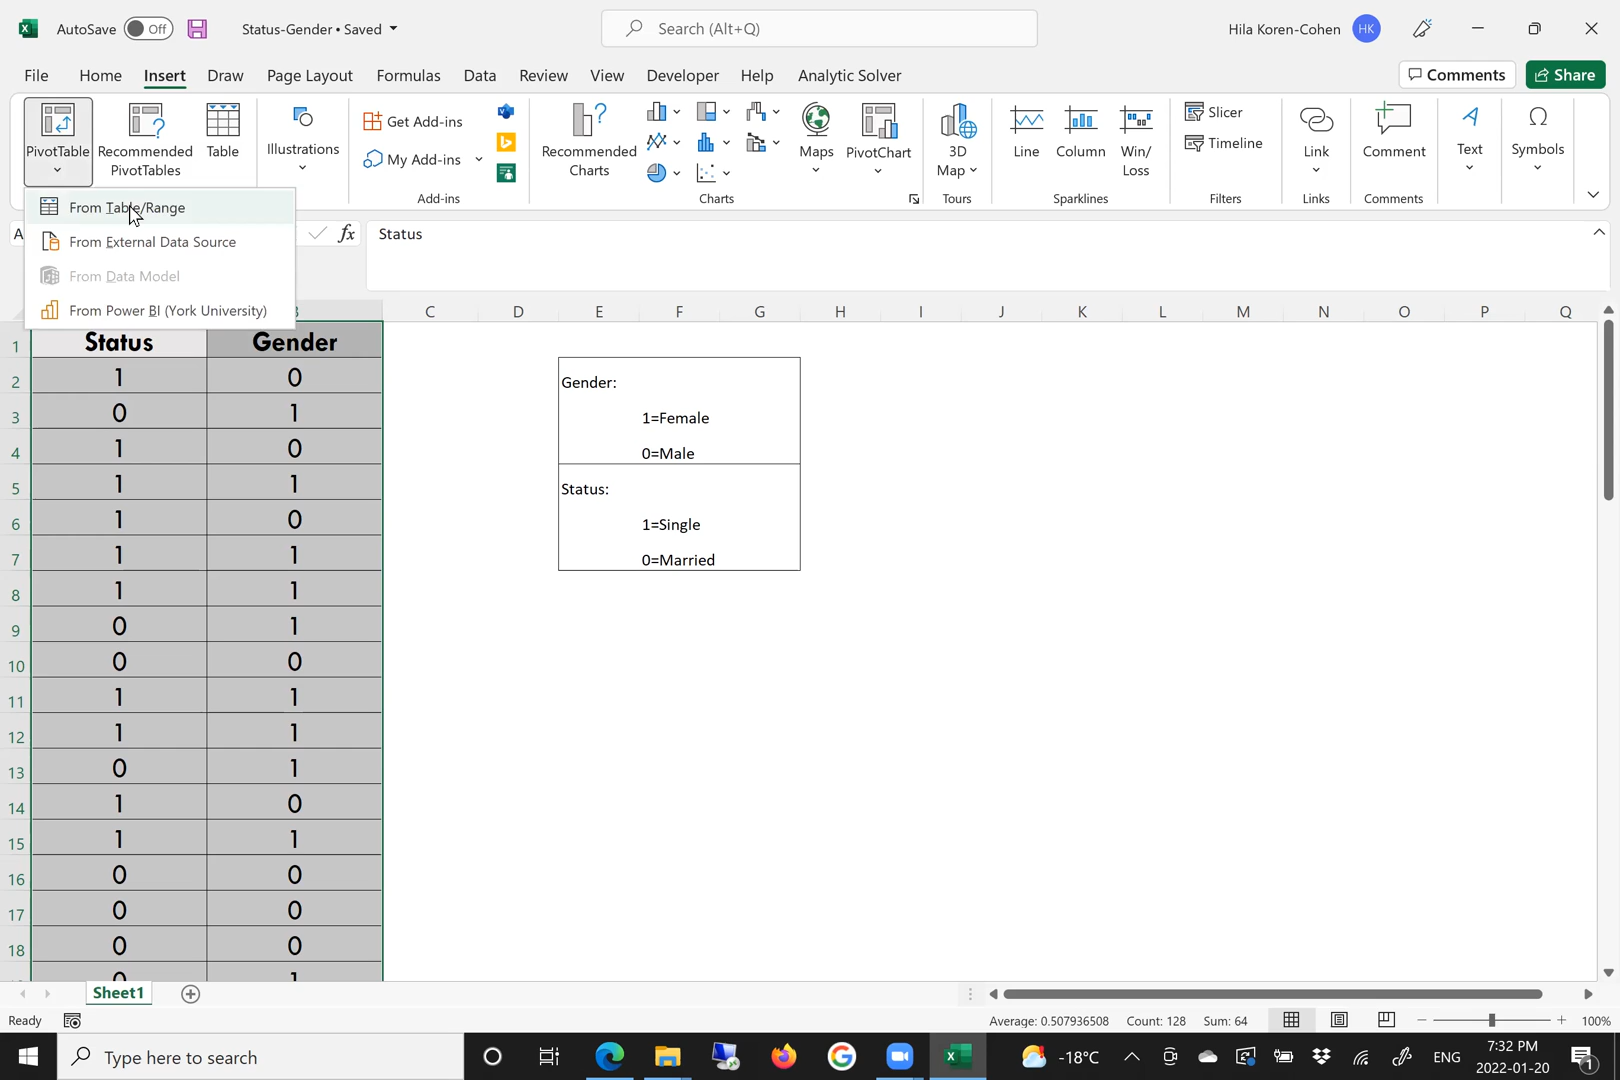 AutoSave Off Status-Gender • Saved Search (Alt+Q) Hila Koren-Cohen HK
File Home Insert Draw Page Layout Formulas Data Review View Developer Help Analytic Solver Comments Share
PivotTable
Recommended
PivotTables
Table
Illustrations
Get Add-ins
My Add-ins
Add-ins
Recommended
Charts
Maps
PivotChart
Charts
3D
Map
Tours
Line
Column
Win/
Loss
Sparklines
Slicer
Timeline
Filters
Link
Links
Comment
Comments
Text
Symbols
From Table/Range
From External Data Source
From Data Model
From Power BI (York University)
A fx Status
B C D E F G H I J K L M N O P Q
1 Status Gender
2 1 0
3 0 1
4 1 0
5 1 1
6 1 0
7 1 1
8 1 1
9 0 1
10 0 0
11 1 1
12 1 1
13 0 1
14 1 0
15 1 1
16 0 0
17 0 0
18 0 0
0 1
Gender:
1=Female
0=Male
Status:
1=Single
0=Married
Sheet1
Ready Average: 0.507936508 Count: 128 Sum: 64 100%
Type here to search -18°C ENG 7:32 PM
2022-01-20 1